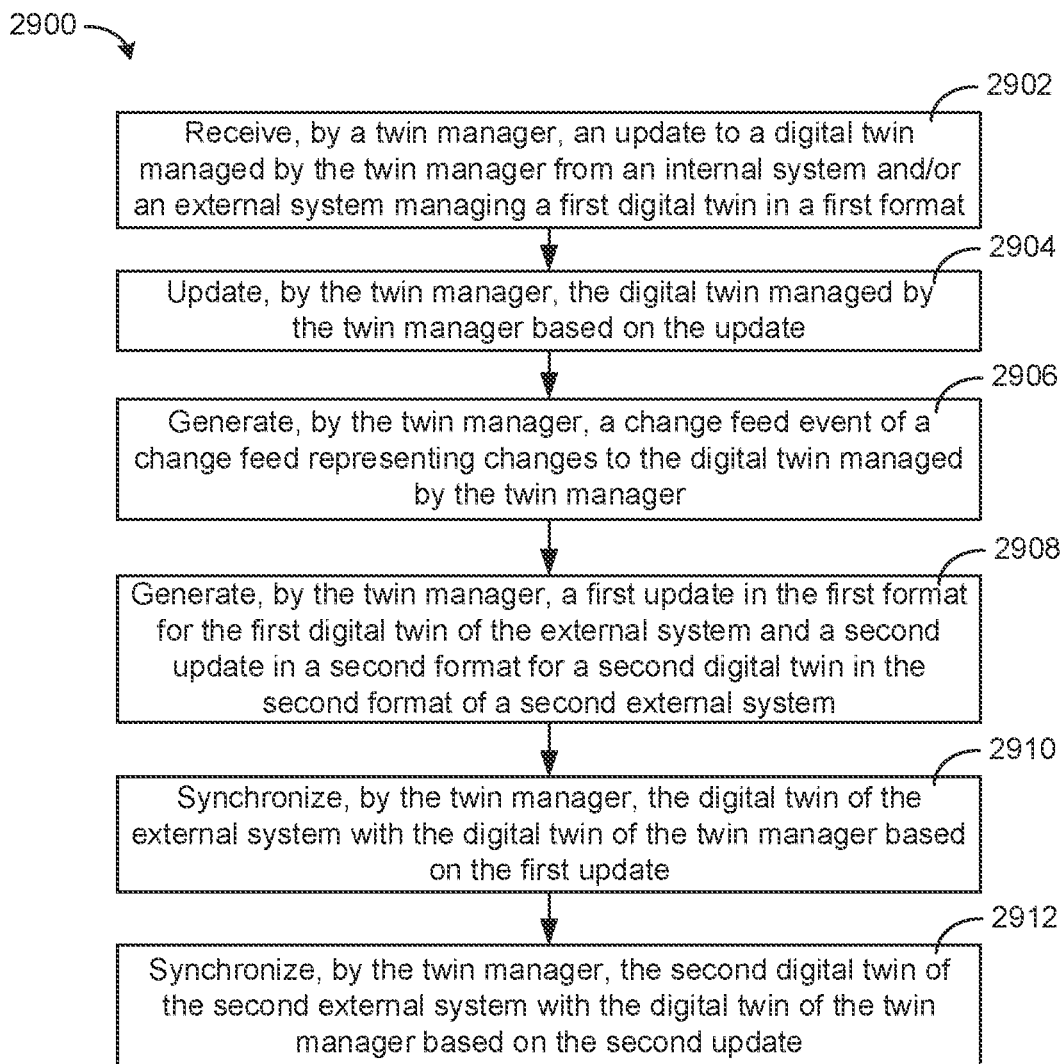 2900
2902
Receive, by a twin manager, an update to a digital twin
managed by the twin manager from an internal system and/or
an external system managing a first digital twin in a first format
2904
Update, by the twin manager, the digital twin managed by
the twin manager based on the update
2906
Generate, by the twin manager, a change feed event of a
change feed representing changes to the digital twin managed
by the twin manager
2908
Generate, by the twin manager, a first update in the first format
for the first digital twin of the external system and a second
update in a second format for a second digital twin in the
second format of a second external system
2910
Synchronize, by the twin manager, the digital twin of the
external system with the digital twin of the twin manager based
on the first update
2912
Synchronize, by the twin manager, the second digital twin of
the second external system with the digital twin of the twin
manager based on the second update